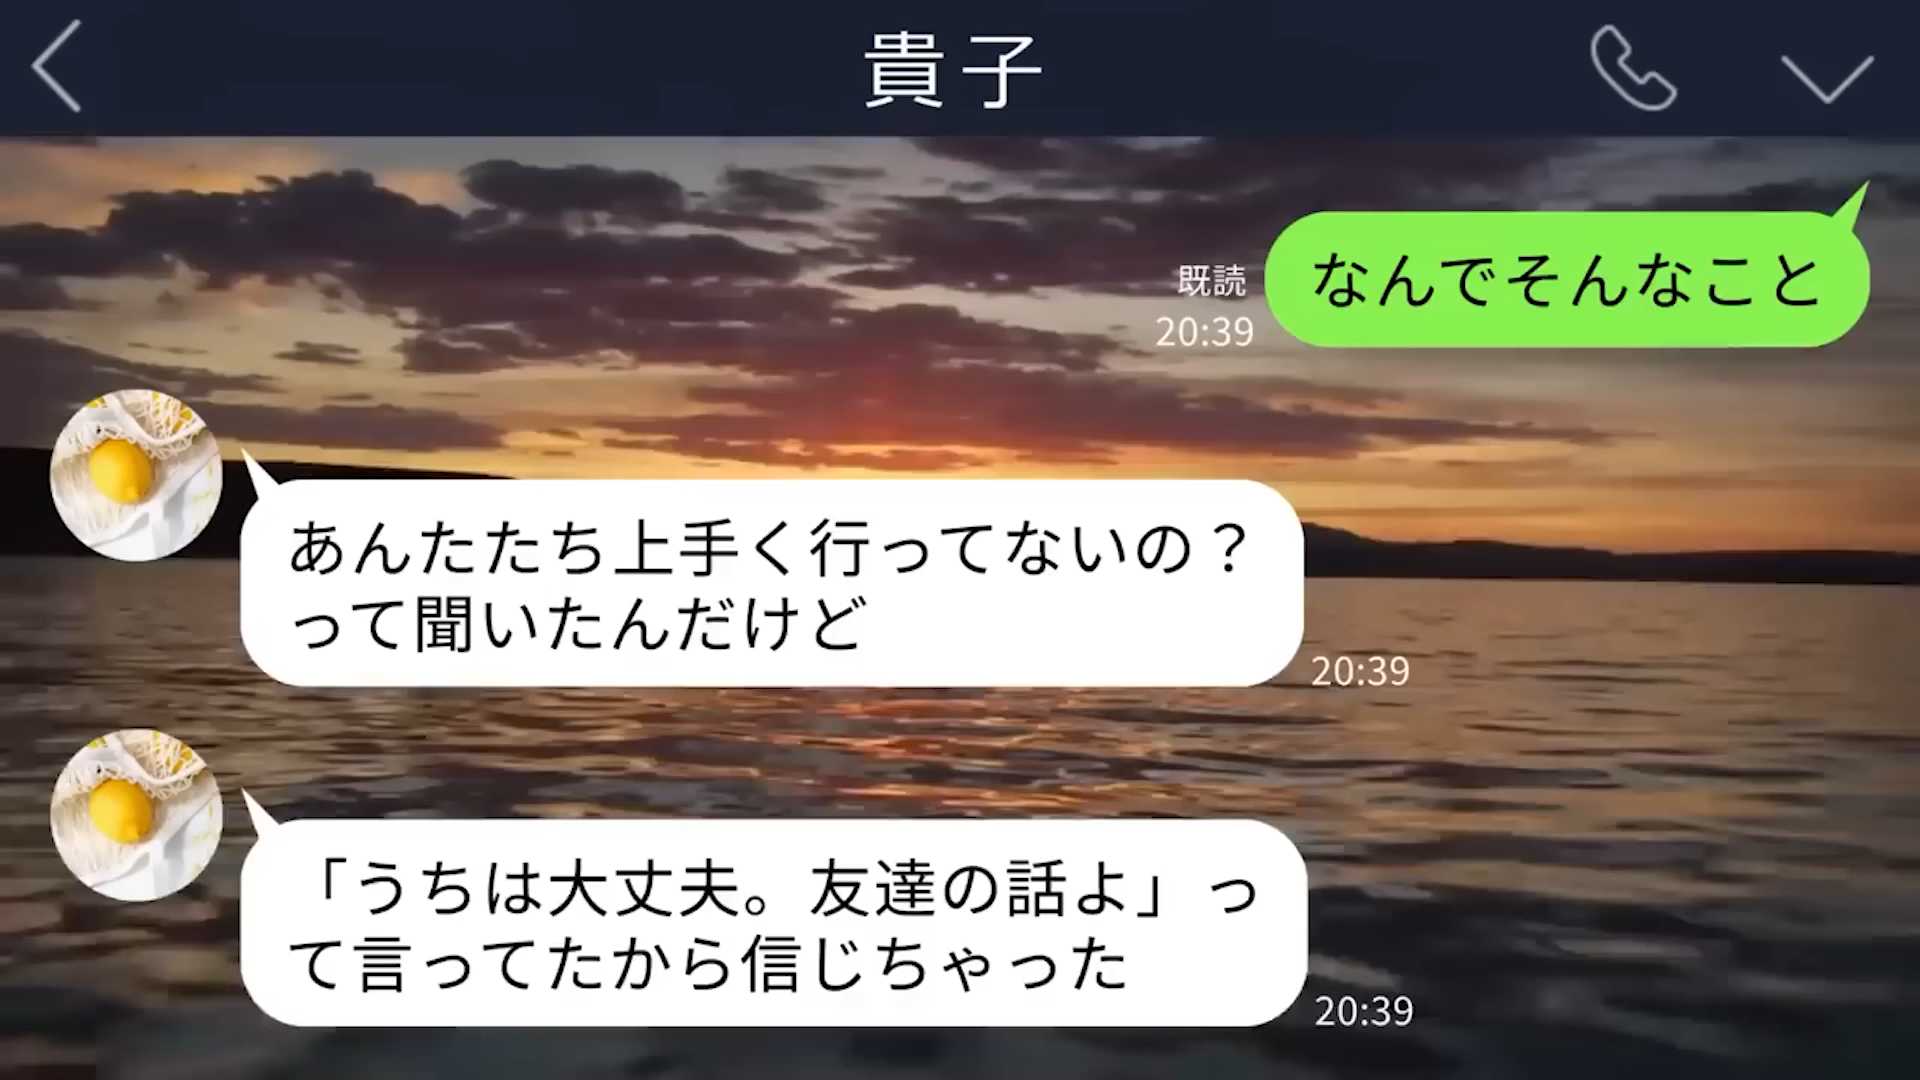 貴子
なんでそんなこと
既読
20:39
あんたたち上手く行ってないの？
って聞いたんだけど
20:39
「うちは大丈夫。友達の話よ」っ
て言ってたから信じちゃった
20:39